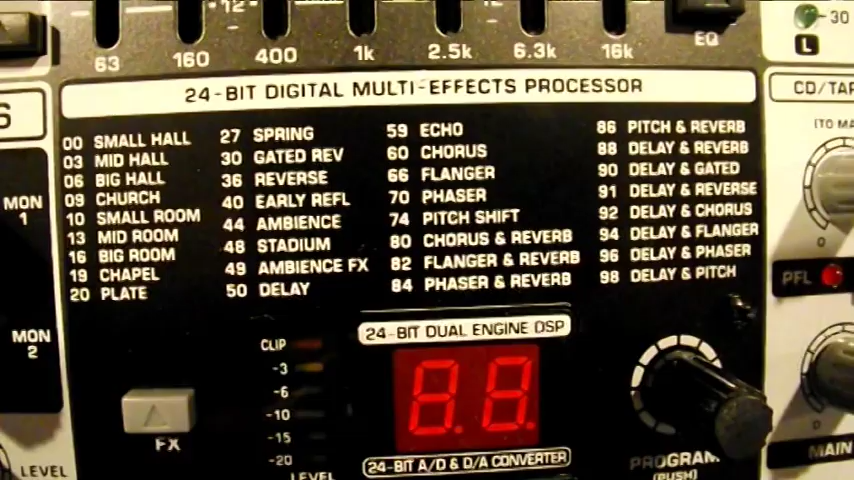 -12- -12-
63 160 400 1k 2.5k 6.3k 16k EQ
-30
L
24-BIT DIGITAL MULTI-EFFECTS PROCESSOR
CD/TAP
(TO MA
00 SMALL HALL 27 SPRING 59 ECHO 86 PITCH & REVERB
03 MID HALL 30 GATED REV 60 CHORUS 88 DELAY & REVERB
06 BIG HALL 36 REVERSE 66 FLANGER 90 DELAY & GATED
09 CHURCH 40 EARLY REFL 70 PHASER 91 DELAY & REVERSE
10 SMALL ROOM 44 AMBIENCE 74 PITCH SHIFT 92 DELAY & CHORUS
13 MID ROOM 48 STADIUM 80 CHORUS & REVERB 94 DELAY & FLANGER
16 BIG ROOM 49 AMBIENCE FX 82 FLANGER & REVERB 96 DELAY & PHASER
19 CHAPEL 50 DELAY 84 PHASER & REVERB 98 DELAY & PITCH
20 PLATE
MON
1
MON
2
0
PFL
24-BIT DUAL ENGINE DSP
CLIP
-3
-6
-10
-15
-20
LEVEL
8.8.
FX
24-BIT A/D & D/A CONVERTER
PROGRAM
(PUSH)
0
MAIN
LEVEL